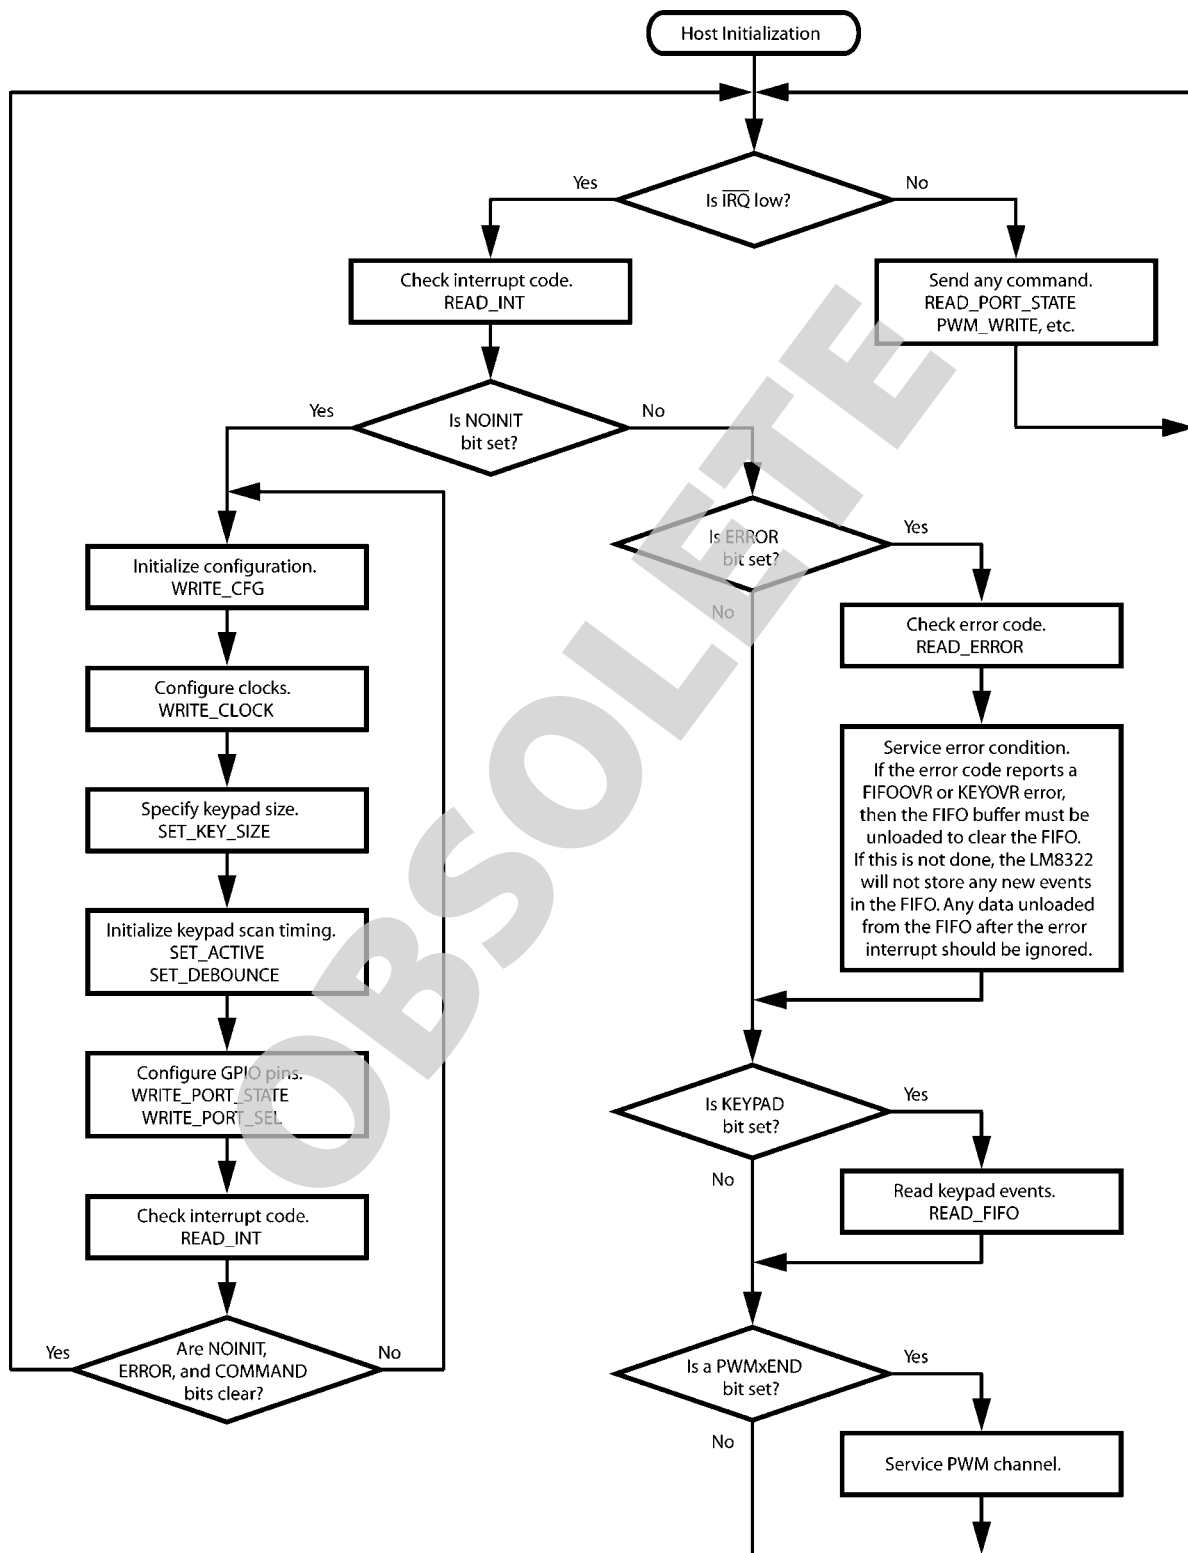 Host Initialization
Is IRQ low?
Yes
No
Check interrupt code.
READ_INT
Send any command.
READ_PORT_STATE
PWM_WRITE, etc.
Is NOINIT
bit set?
Yes
No
Initialize configuration.
WRITE_CFG
Configure clocks.
WRITE_CLOCK
Specify keypad size.
SET_KEY_SIZE
Initialize keypad scan timing.
SET_ACTIVE
SET_DEBOUNCE
Configure GPIO pins.
WRITE_PORT_STATE
WRITE_PORT_SEL
Check interrupt code.
READ_INT
Are NOINIT,
ERROR, and COMMAND
bits clear?
Yes
No
Is ERROR
bit set?
Yes
No
Check error code.
READ_ERROR
Service error condition.
If the error code reports a
FIFOOVR or KEYOVR error,
then the FIFO buffer must be
unloaded to clear the FIFO.
If this is not done, the LM8322
will not store any new events
in the FIFO. Any data unloaded
from the FIFO after the error
interrupt should be ignored.
Is KEYPAD
bit set?
Yes
No
Read keypad events.
READ_FIFO
Is a PWMxEND
bit set?
Yes
No
Service PWM channel.
OBSOLETE